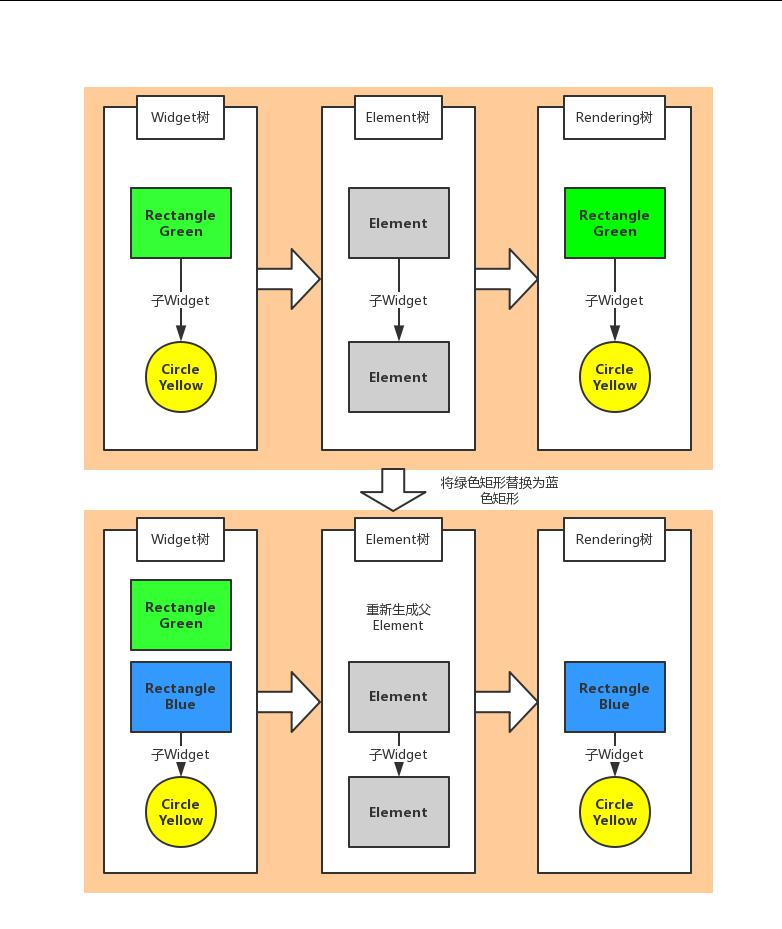 Widget树
Element树
Rendering树
Rectangle
Green
Element
Rectangle
Green
子Widget
子Widget
子Widget
Circle
Yellow
Element
Circle
Yellow
将绿色矩形替换为蓝
色矩形
Widget树
Element树
Rendering树
Rectangle
Green
重新生成父
Element
Rectangle
Blue
Element
Rectangle
Blue
子Widget
子Widget
子Widget
Circle
Yellow
Element
Circle
Yellow